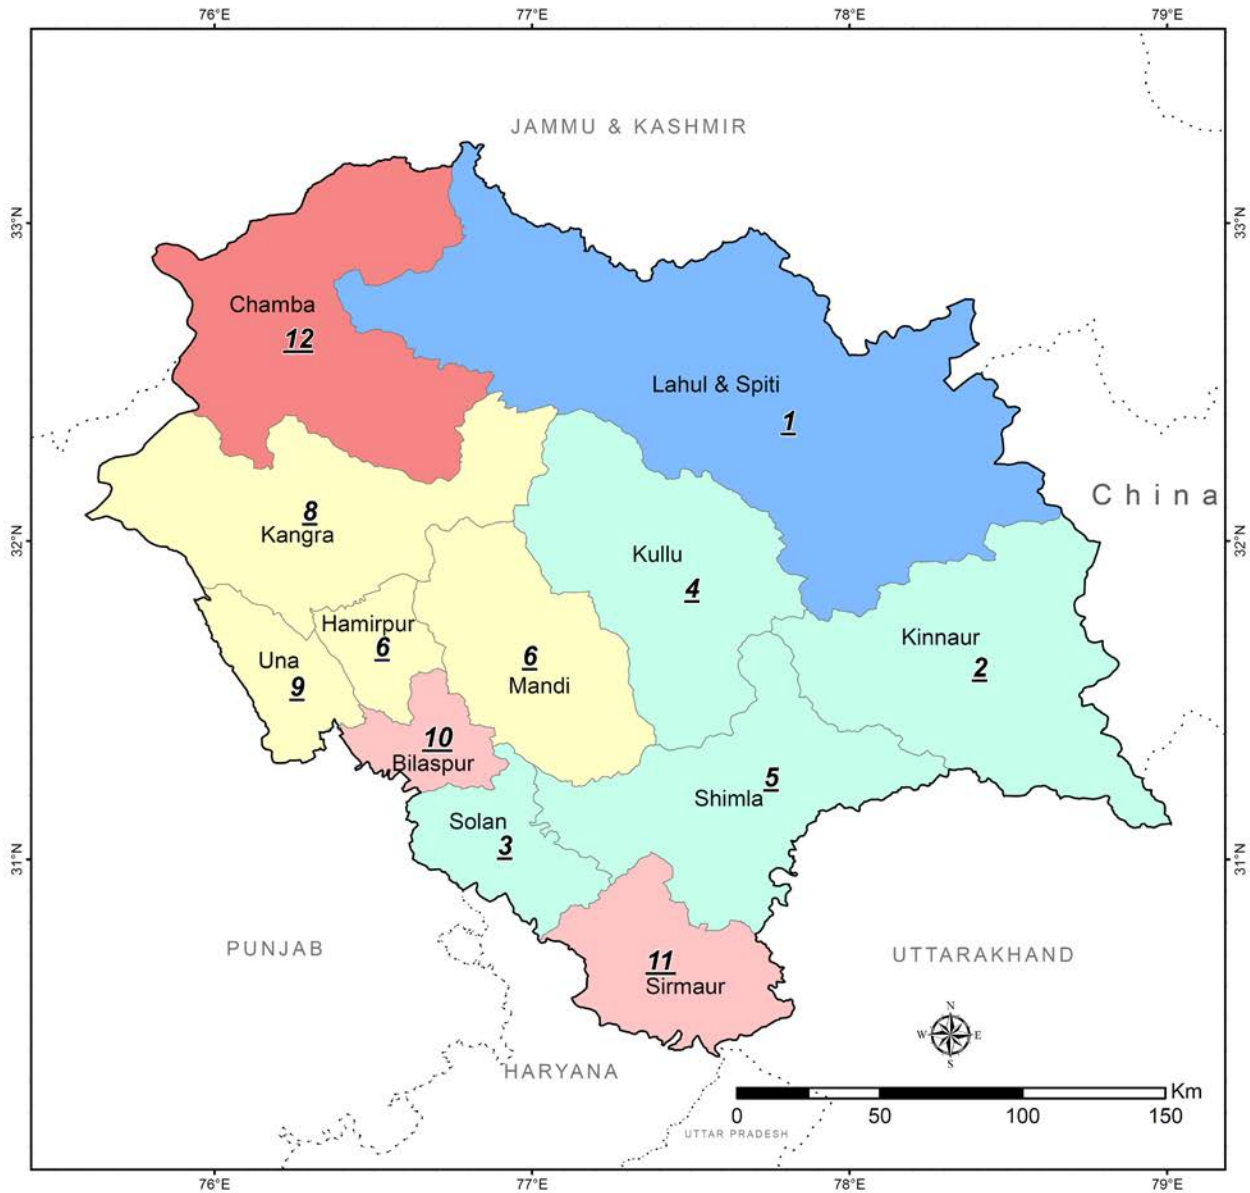 76°E 77°E 78°E 79°E
JAMMU & KASHMIR
33°N 33°N
Chamba
12
Lahul & Spiti
1
China
8
Kangra
32°N 32°N
Kullu
4
Hamirpur
6
Kinnaur
2
Una
9
6
Mandi
10
Bilaspur
5
Shimla
Solan
3
31°N 31°N
PUNJAB
UTTARAKHAND
11
Sirmaur
N
W E
S
HARYANA
Km
0 50 100 150
UTTAR PRADESH
76°E 77°E 78°E 79°E